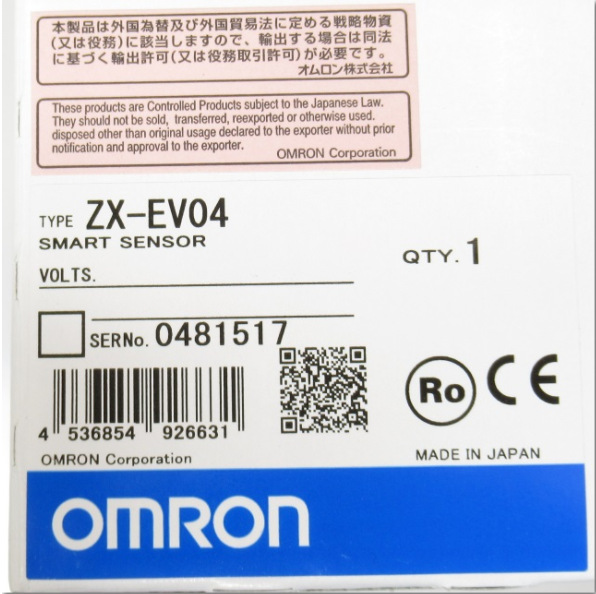 本製品は外国為替及び外国貿易法に定める戦略物資
(又は役務)に該当しますので、輸出する場合は同法
に基づく輸出許可(又は役務取引許可)が必要です。
オムロン株式会社
These products are Controlled Products subject to the Japanese Law.
They should not be sold, transferred, reexported or otherwise used.
disposed other than original usage declared to the exporter without prior
notification and approval to the exporter.
OMRON Corporation
TYPE ZX-EV04
SMART SENSOR
QTY. 1
VOLTS.
SERNo. 0481517
4 536854 926631
Ro CE
OMRON Corporation
MADE IN JAPAN
OMRON